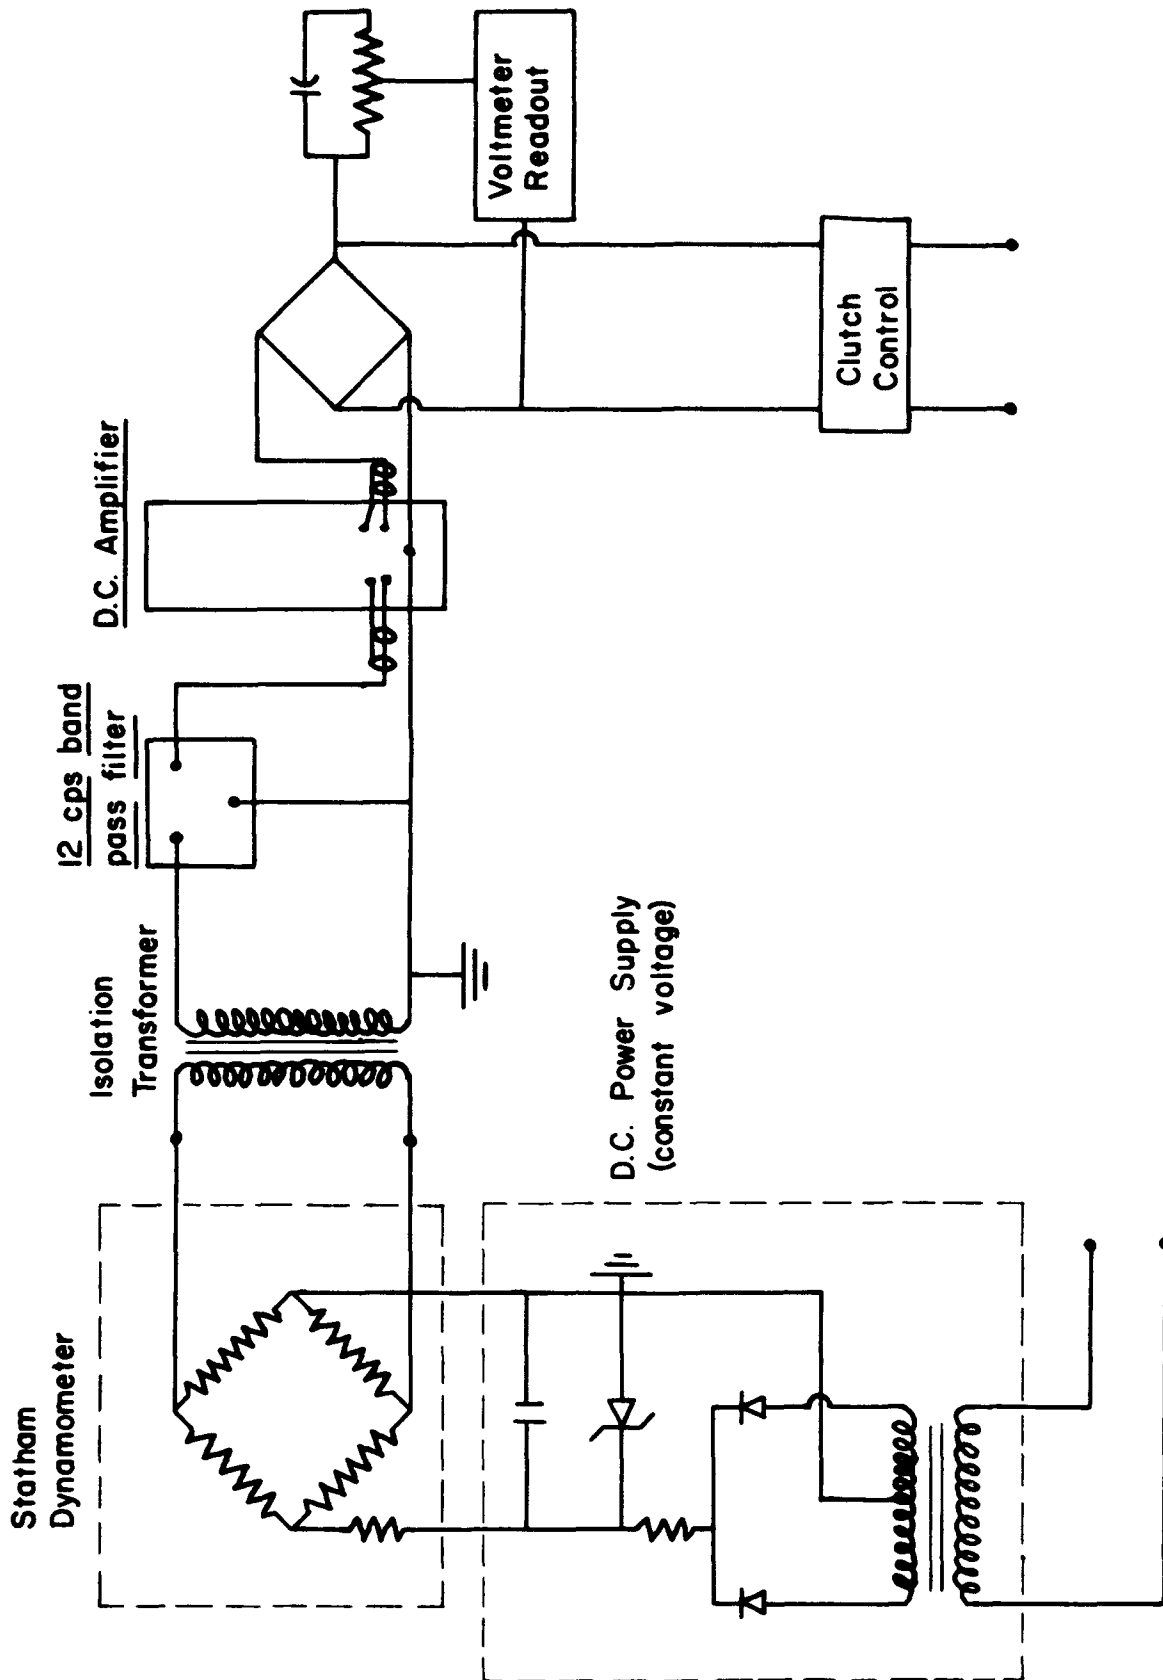 Statham
Dynamometer
Isolation
Transformer
12 cps band
pass filter
D.C. Amplifier
Voltmeter
Readout
Clutch
Control
D.C. Power Supply
(constant voltage)